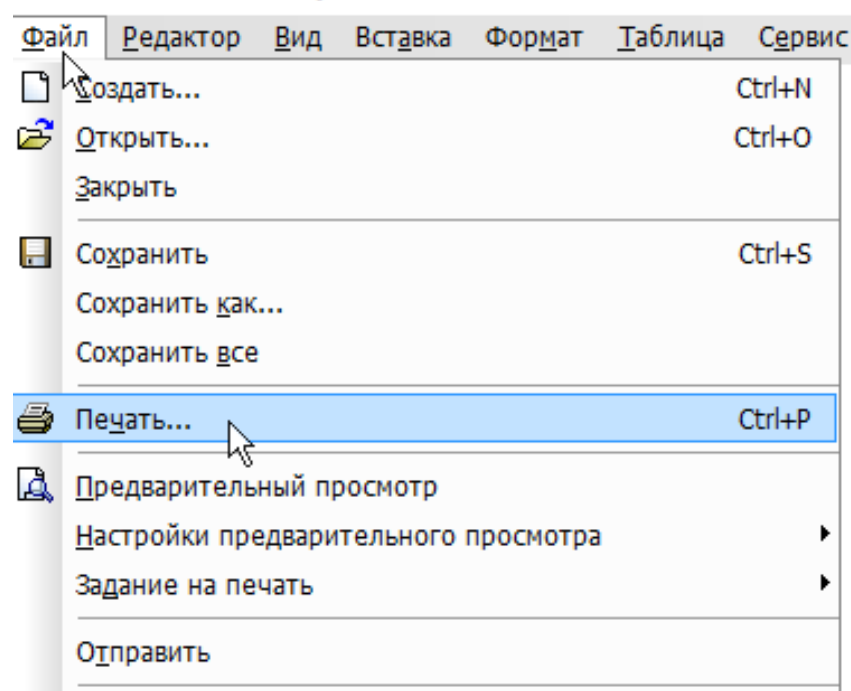 Файл Редактор Вид Вставка Формат Таблица Сервис
Создать... Ctrl+N
Открыть... Ctrl+O
Закрыть
Сохранить Ctrl+S
Сохранить как...
Сохранить все
Печать... Ctrl+P
Предварительный просмотр
Настройки предварительного просмотра
Задание на печать
Отправить